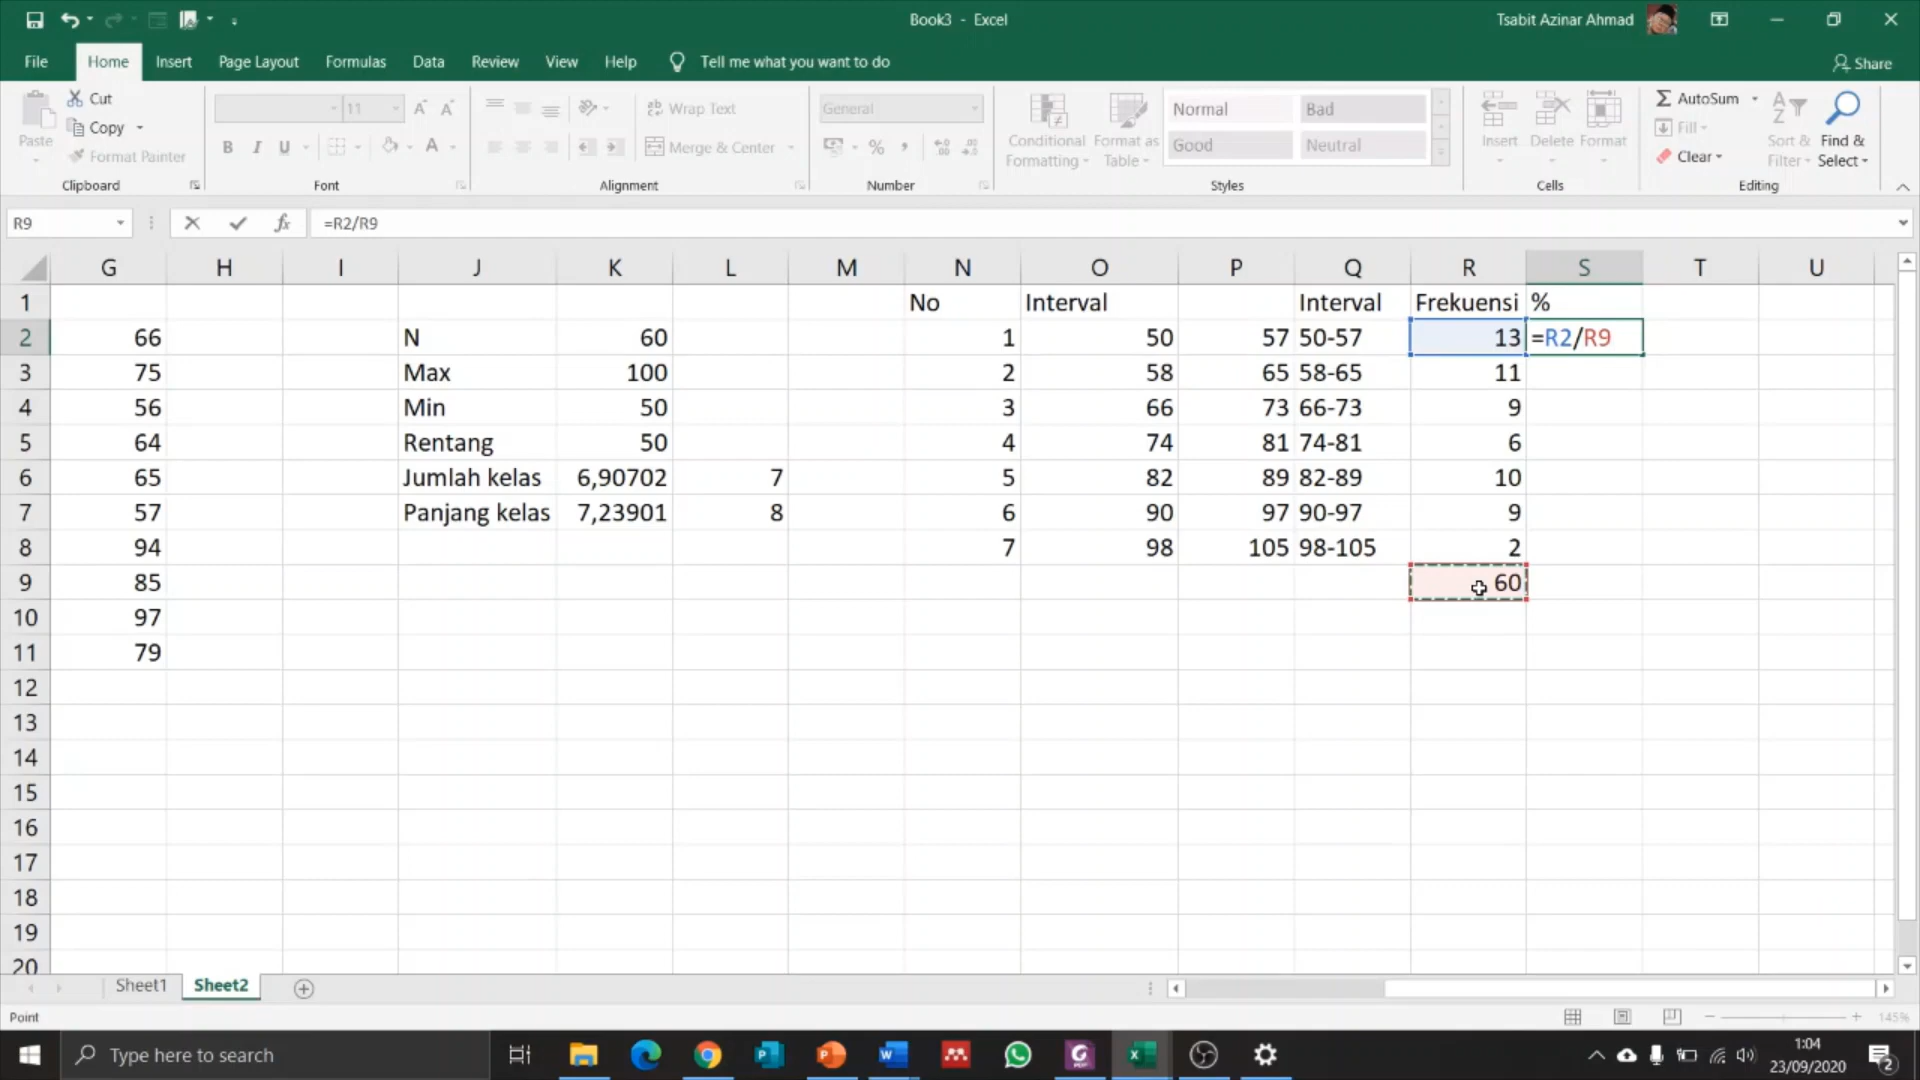 Book3 - Excel
Tsabit Azinar Ahmad
File Home Insert Page Layout Formulas Data Review View Help Tell me what you want to do
Share
Paste
Cut
Copy
Format Painter
Clipboard
11
Font
Wrap Text
Merge & Center
Alignment
General
Number
Conditional Formatting
Format as Table
Normal Bad
Good Neutral
Styles
Insert Delete Format
Cells
AutoSum
Fill
Clear
Sort & Filter
Find & Select
Editing
R9 fx =R2/R9
G H I J K L M N O P Q R S T U
1 No Interval Interval Frekuensi %
2 66 N 60 1 50 57 50-57 13 =R2/R9
3 75 Max 100 2 58 65 58-65 11
4 56 Min 50 3 66 73 66-73 9
5 64 Rentang 50 4 74 81 74-81 6
6 65 Jumlah kelas 6,90702 7 5 82 89 82-89 10
7 57 Panjang kelas 7,23901 8 6 90 97 90-97 9
8 94 7 98 105 98-105 2
9 85 60
10 97
11 79
12
13
14
15
16
17
18
19
20
Sheet1 Sheet2
Point
145%
Type here to search
1:04
23/09/2020
2